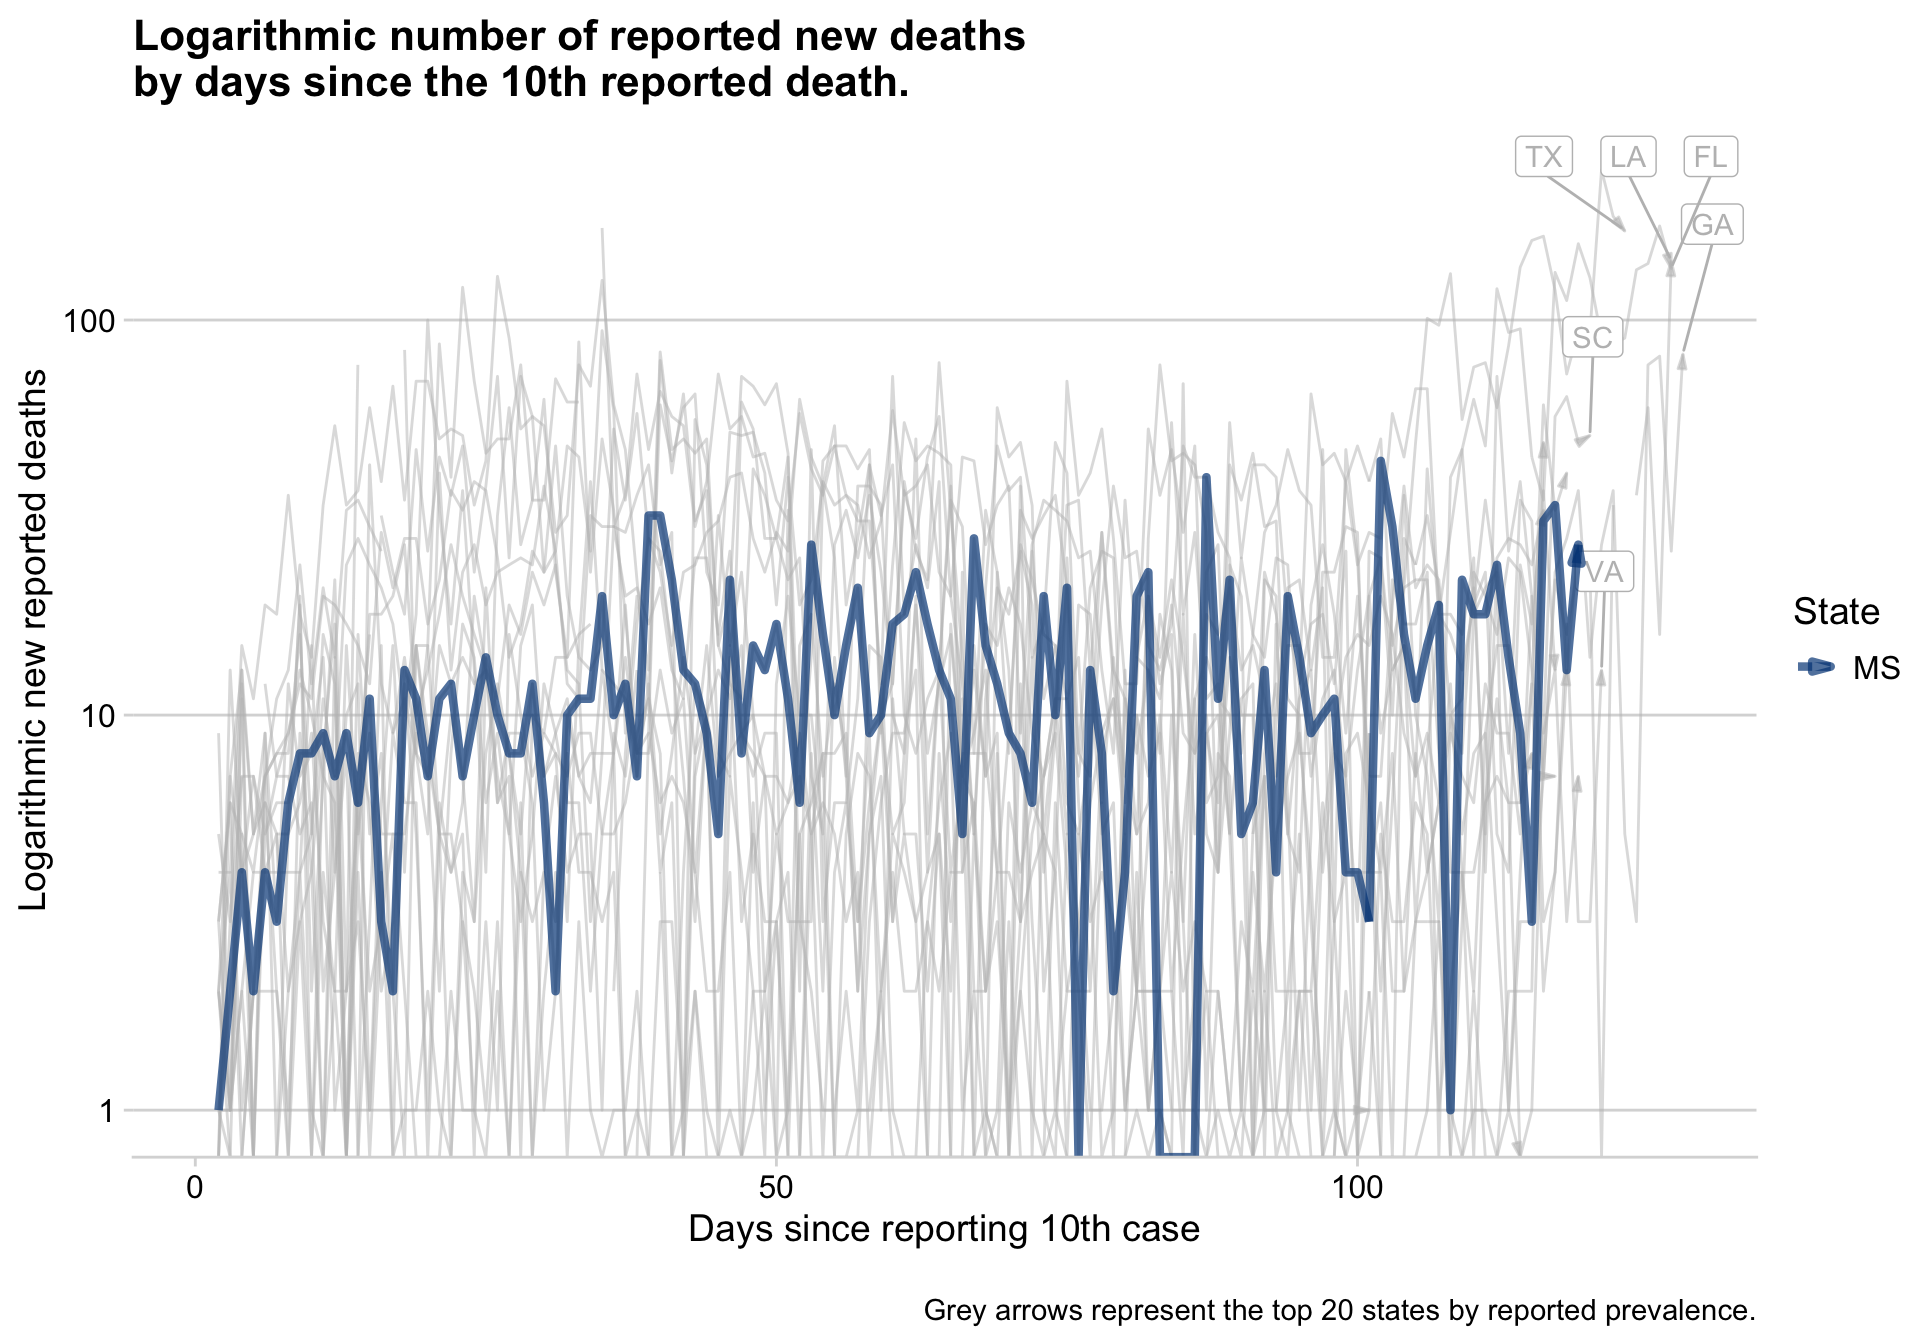 Logarithmic number of reported new deaths
by days since the 10th reported death.
TX LA FL
GA
SC
VA
100
10
1
Logarithmic new reported deaths
0 50 100
Days since reporting 10th case
State
MS
Grey arrows represent the top 20 states by reported prevalence.